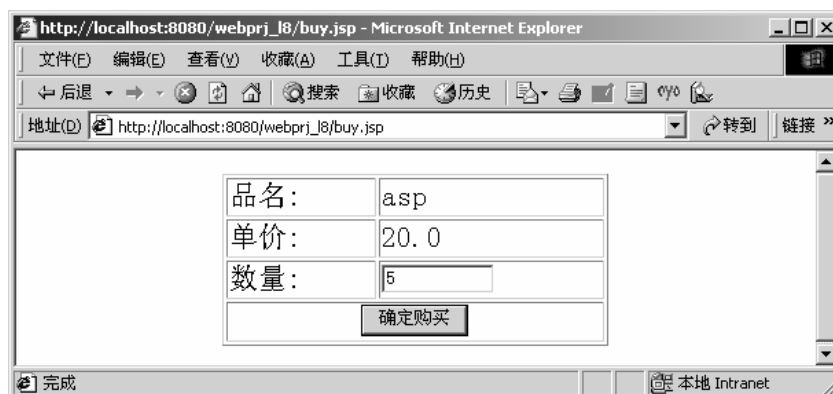 http://localhost:8080/webprj_l8/buy.jsp - Microsoft Internet Explorer
文件(F) 编辑(E) 查看(V) 收藏(A) 工具(T) 帮助(H)
后退 搜索 收藏 历史
地址(D) http://localhost:8080/webprj_l8/buy.jsp 转到 链接 »
品名: asp
单价: 20.0
数量: 5
确定购买
完成 本地 Intranet